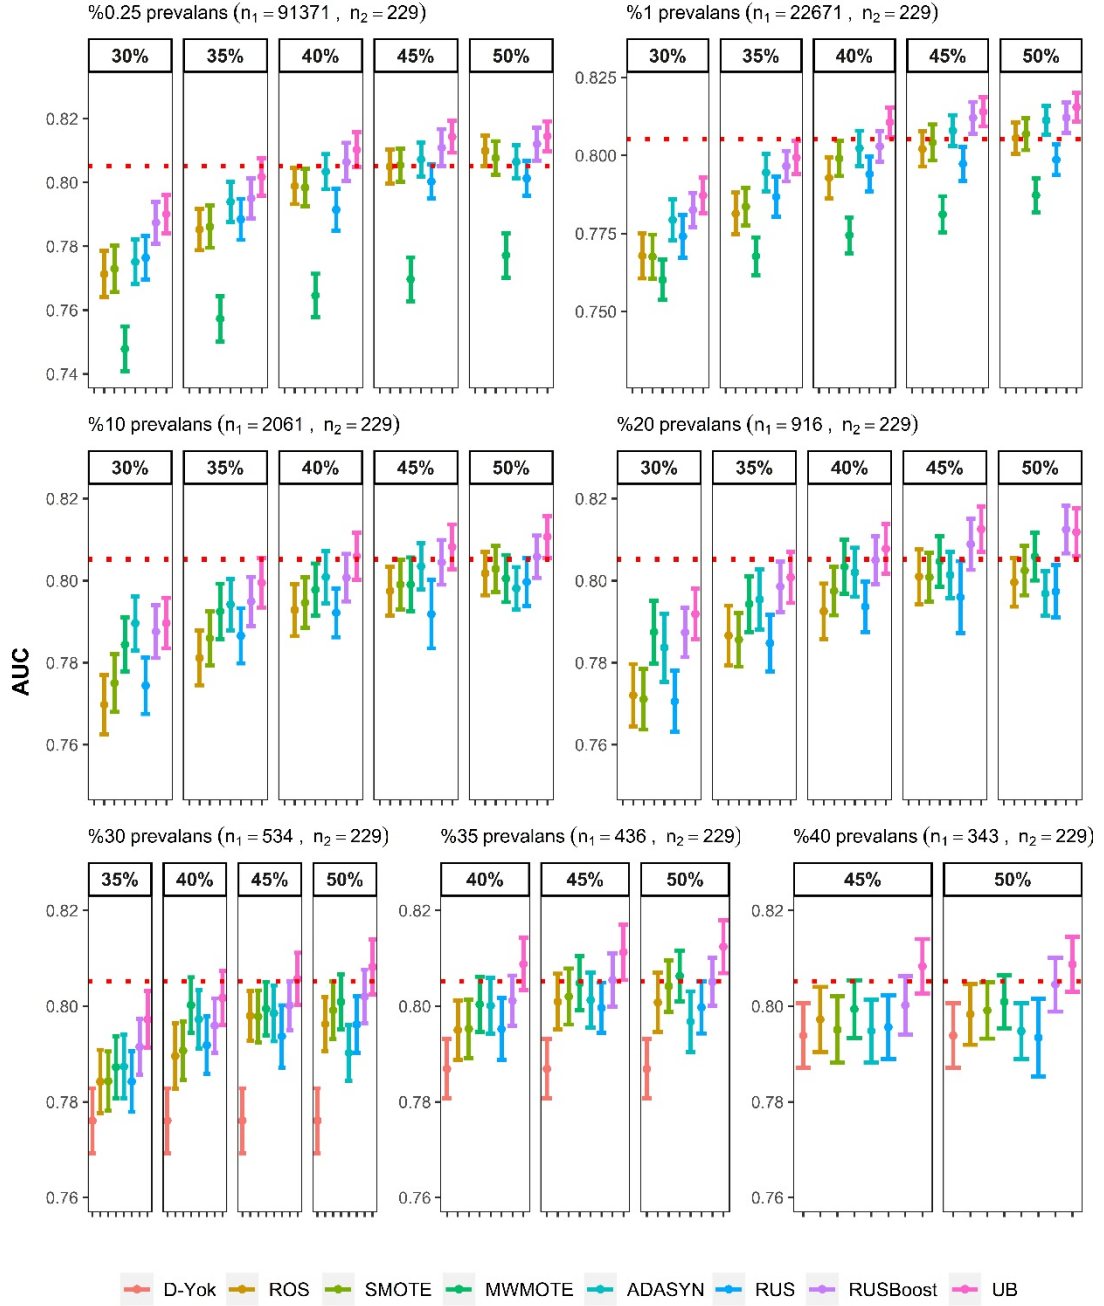 %0.25 prevalans (n₁ = 91371 , n₂ = 229)
30% 35% 40% 45% 50%
0.82
0.80
0.78
0.76
0.74
%1 prevalans (n₁ = 22671 , n₂ = 229)
30% 35% 40% 45% 50%
0.825
0.800
0.775
0.750
%10 prevalans (n₁ = 2061 , n₂ = 229)
30% 35% 40% 45% 50%
0.82
0.80
0.78
0.76
%20 prevalans (n₁ = 916 , n₂ = 229)
30% 35% 40% 45% 50%
0.82
0.80
0.78
0.76
AUC
%30 prevalans (n₁ = 534 , n₂ = 229)
35% 40% 45% 50%
0.82
0.80
0.78
0.76
%35 prevalans (n₁ = 436 , n₂ = 229)
40% 45% 50%
0.82
0.80
0.78
0.76
%40 prevalans (n₁ = 343 , n₂ = 229)
45% 50%
0.82
0.80
0.78
0.76
D-Yok ROS SMOTE MWMOTE ADASYN RUS RUSBoost UB